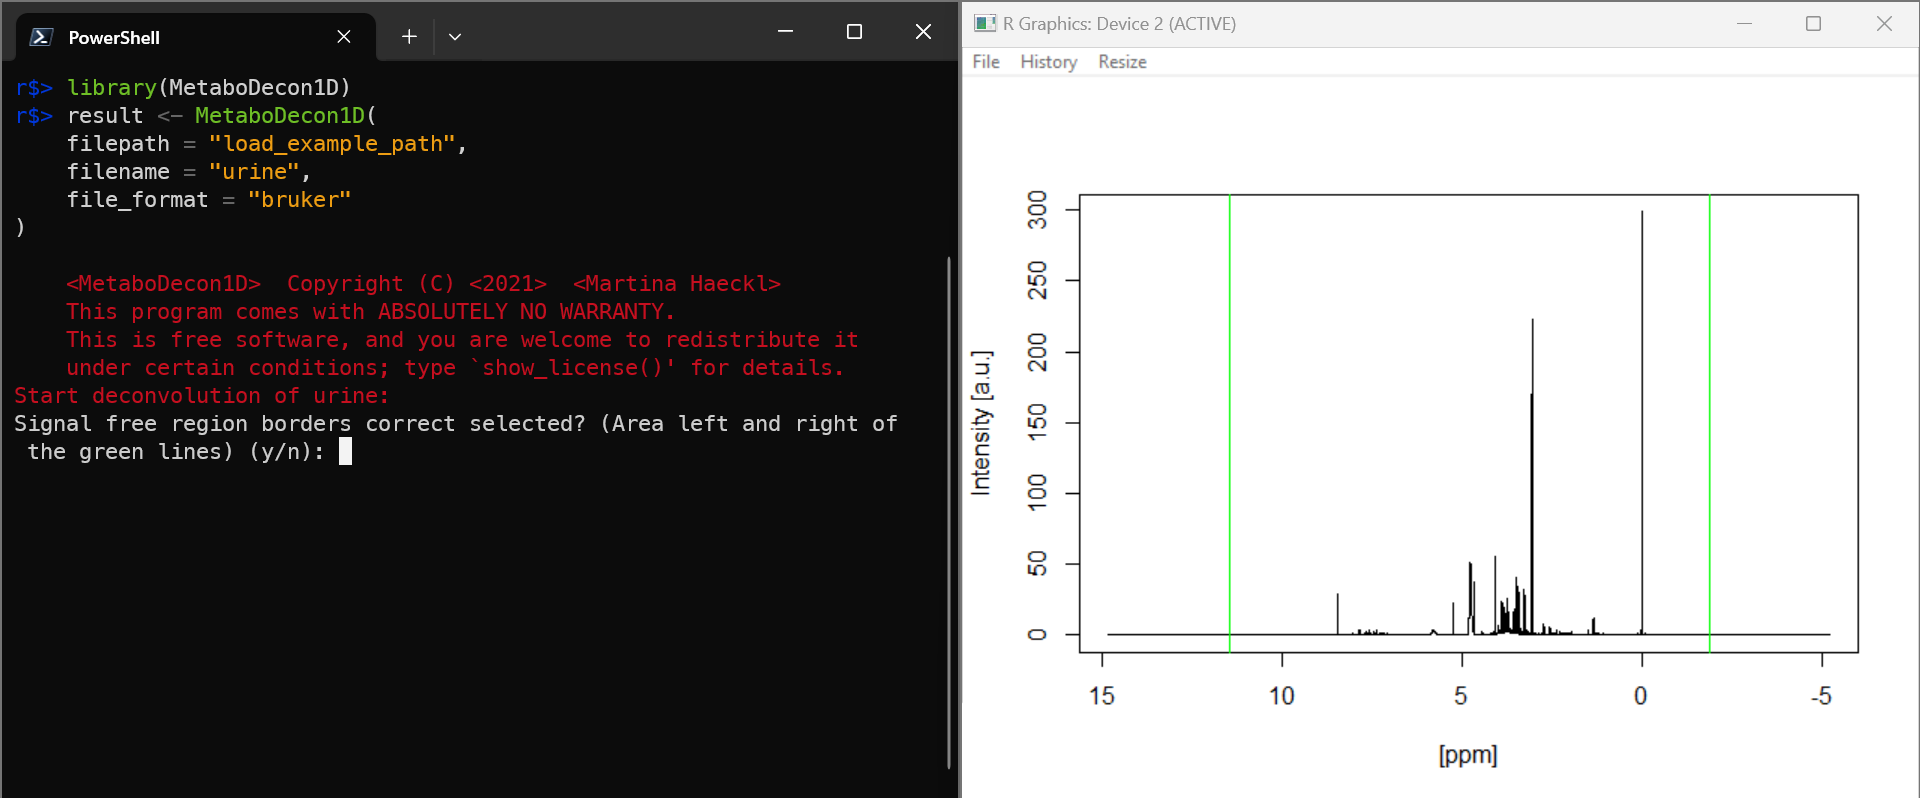 PowerShell
r$> library(MetaboDecon1D)
r$> result <- MetaboDecon1D(
filepath = "load_example_path",
filename = "urine",
file_format = "bruker"
)
<MetaboDecon1D>  Copyright (C) <2021>  <Martina Haeckl>
This program comes with ABSOLUTELY NO WARRANTY.
This is free software, and you are welcome to redistribute it
under certain conditions; type `show_license()' for details.
Start deconvolution of urine:
Signal free region borders correct selected? (Area left and right of
the green lines) (y/n):
R Graphics: Device 2 (ACTIVE)
File History Resize
Intensity [a.u.]
300
250
200
150
100
50
0
15 10 5 0 -5
[ppm]